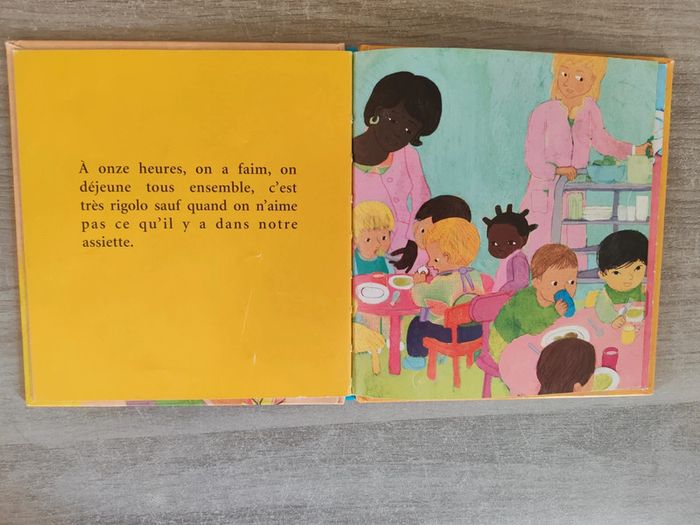 À onze heures, on a faim, on
déjeune tous ensemble, c'est
très rigolo sauf quand on n'aime
pas ce qu'il y a dans notre
assiette.